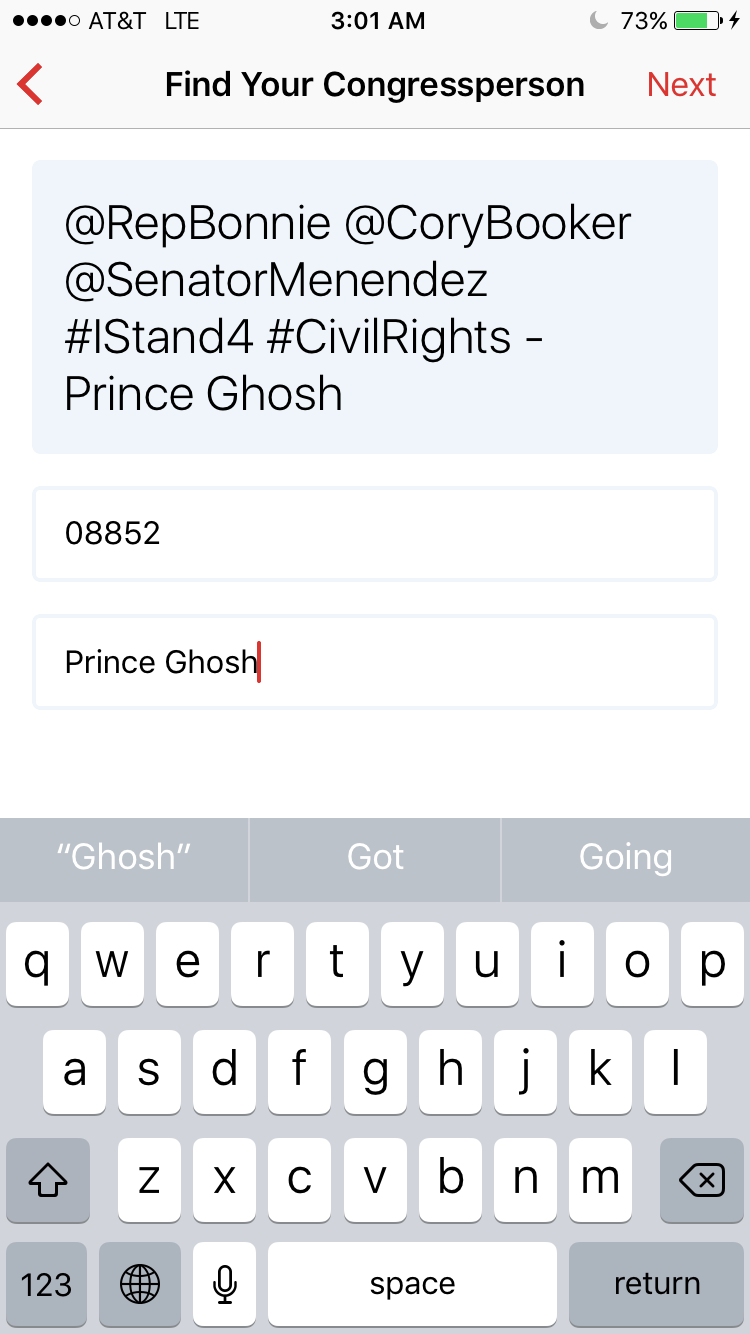 AT&T LTE 3:01 AM 73%
Find Your Congressperson Next
@RepBonnie @CoryBooker
@SenatorMenendez
#IStand4 #CivilRights -
Prince Ghosh
08852
Prince Ghosh
“Ghosh” Got Going
q w e r t y u i o p
a s d f g h j k l
z x c v b n m
123 space return